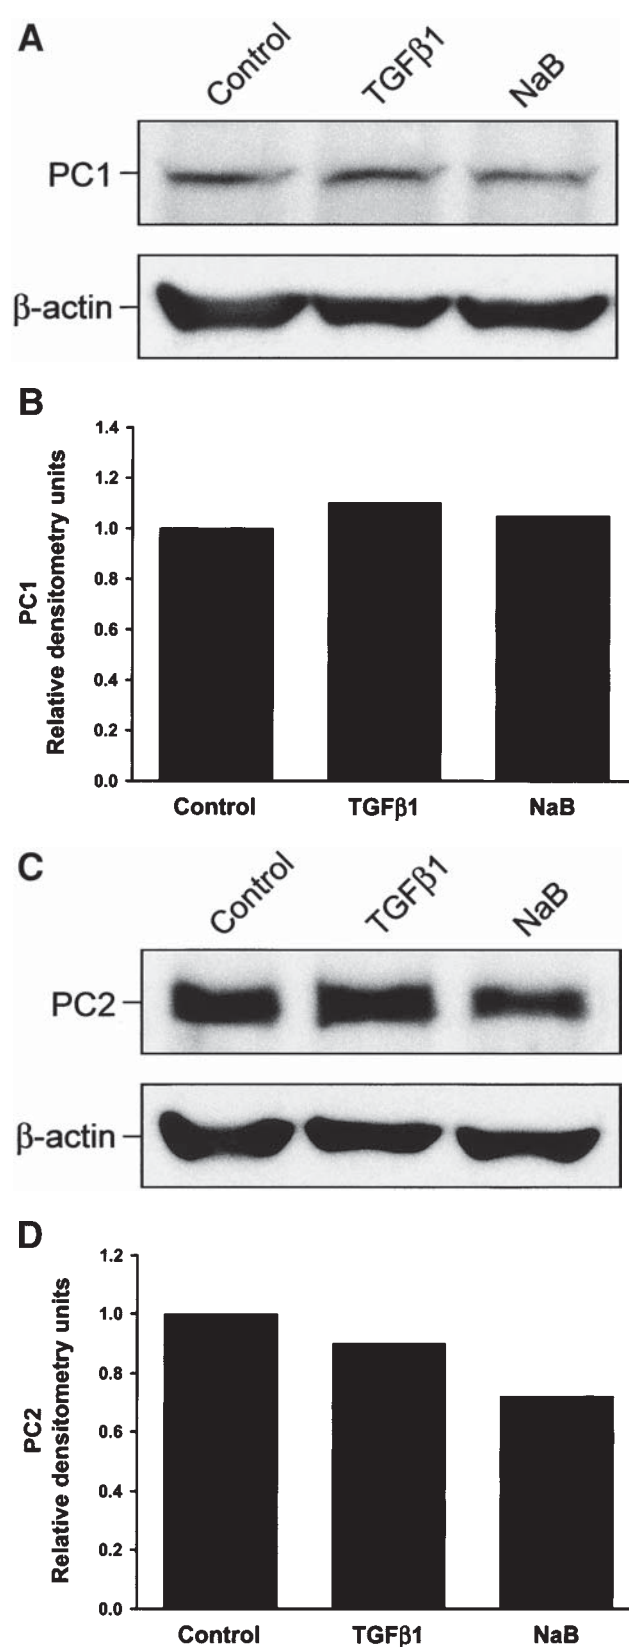 A
Control
TGFβ1
NaB
PC1
β-actin
B
PC1
Relative densitometry units
1.4
1.2
1.0
0.8
0.6
0.4
0.2
0.0
Control TGFβ1 NaB
C
Control
TGFβ1
NaB
PC2
β-actin
D
PC2
Relative densitometry units
1.2
1.0
0.8
0.6
0.4
0.2
0.0
Control TGFβ1 NaB